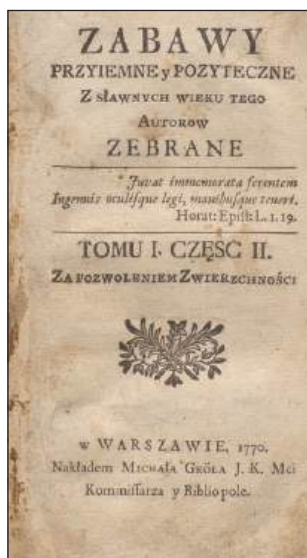 ZABAWY
PRZYIEMNE y POZYTECZNE
Z SŁAWNYCH WIEKU TEGO
AUTOROW
ZEBRANE
Juvat immemorata ferentem
Ingenuis oculisque legi, manibusque teneri.
Horat: Epist: L. 1. 19.
TOMU I. CZĘSC II.
ZA POZWOLENIEM ZWIERZCHNOŚCI
w WARSZAWIE, 1770.
Nakładem MICHAŁA GRÖLA J. K. Mci
Kommissarza y Bibliopole.